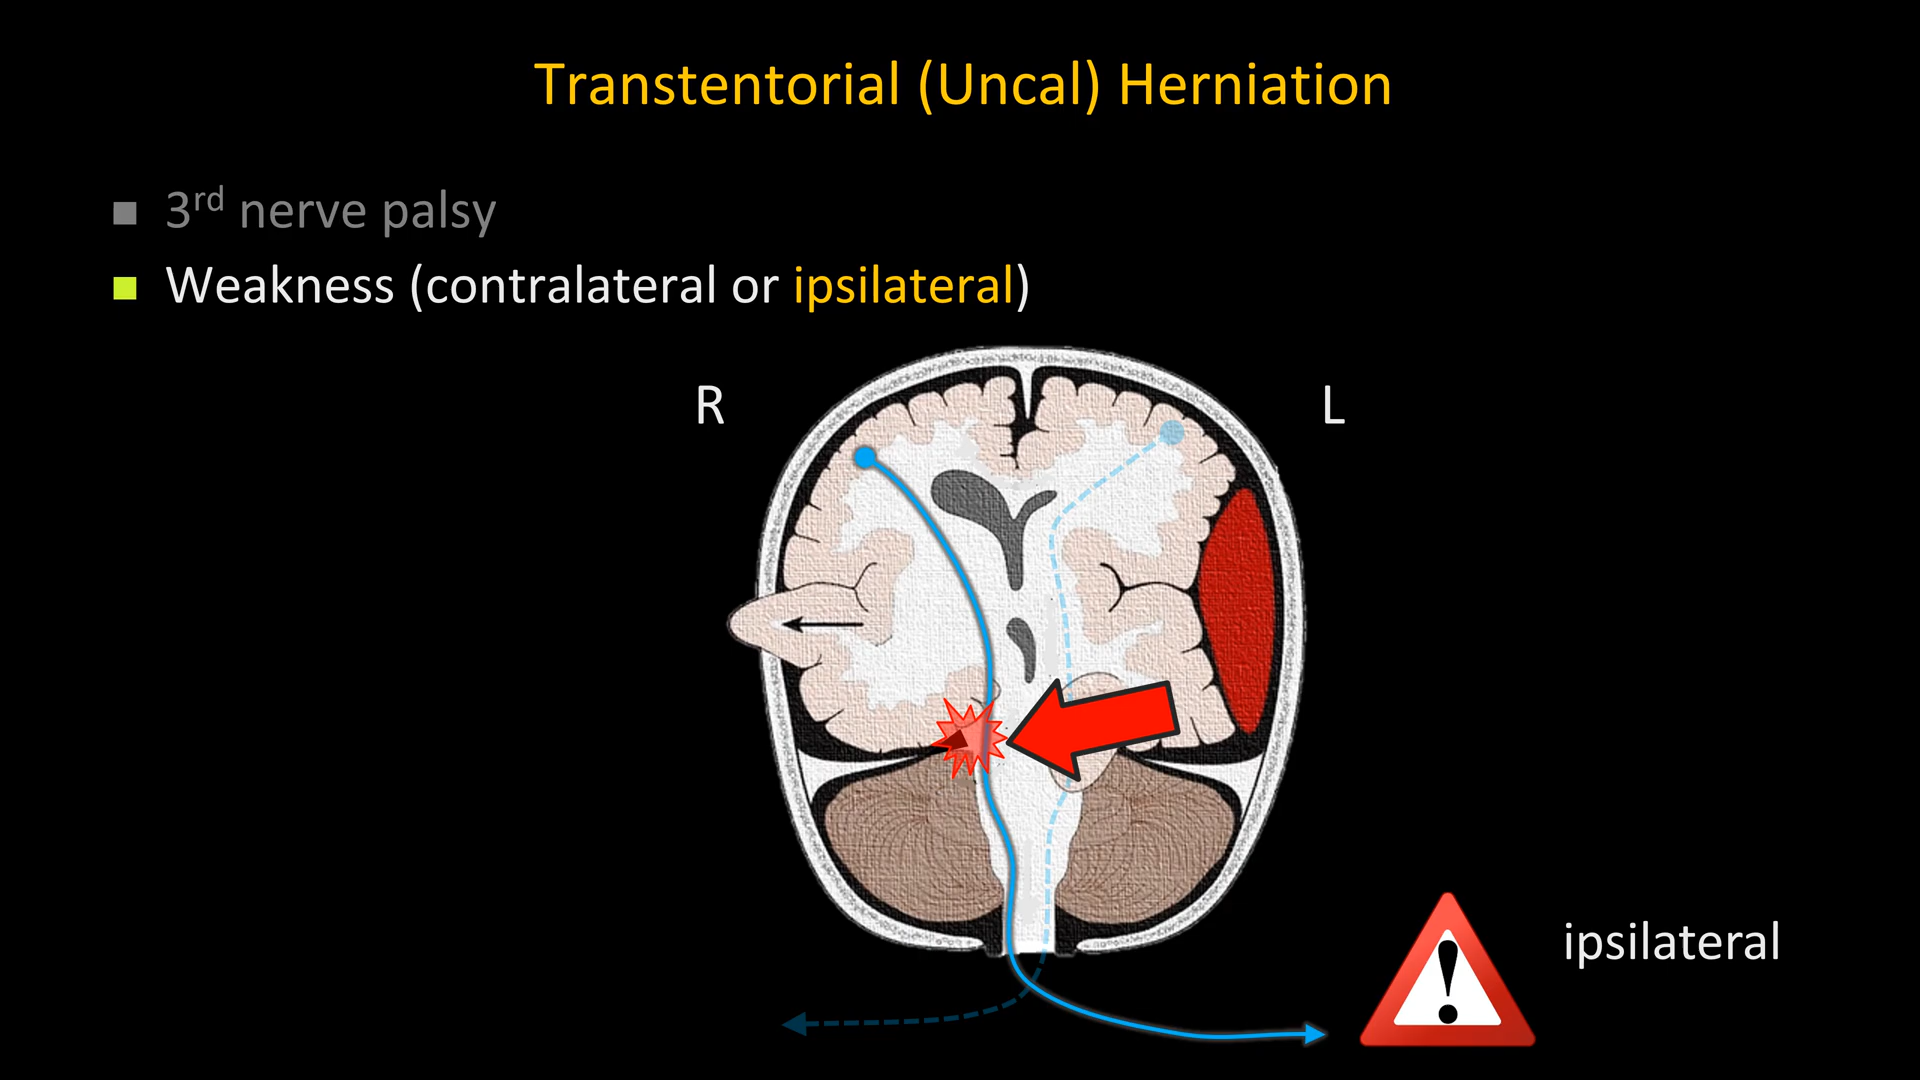 Transtentorial (Uncal) Herniation
3rd nerve palsy
Weakness (contralateral or ipsilateral)
R
L
ipsilateral